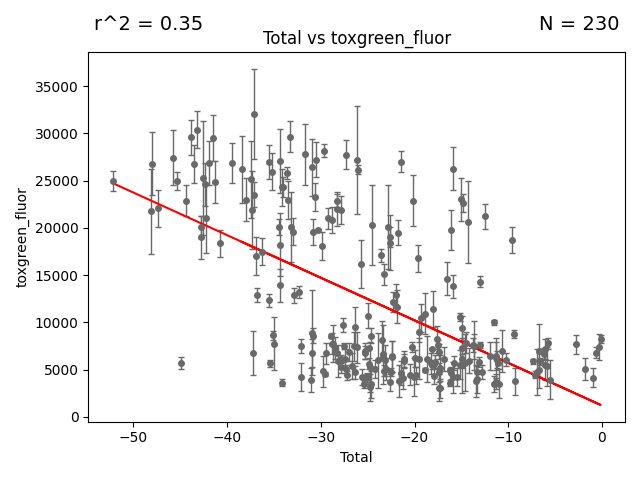 r^2 = 0.35
N = 230
Total vs toxgreen_fluor
35000
30000
25000
20000
15000
10000
5000
0
toxgreen_fluor
−50
−40
−30
−20
−10
0
Total